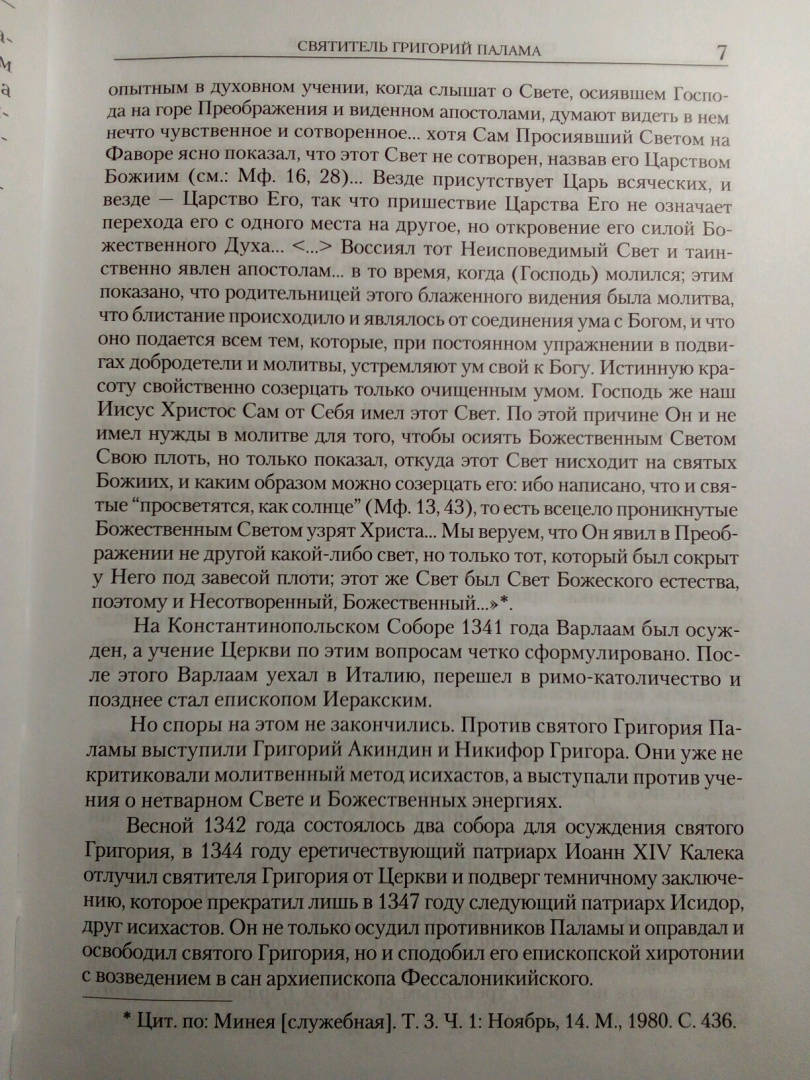 СВЯТИТЕЛЬ ГРИГОРИЙ ПАЛАМА 7
опытным в духовном учении, когда слышат о Свете, осиявшем Госпо-
да на горе Преображения и виденном апостолами, думают видеть в нем
нечто чувственное и сотворенное... хотя Сам Просиявший Светом на
Фаворе ясно показал, что этот Свет не сотворен, назвав его Царством
Божиим (см.: Мф. 16, 28)... Везде присутствует Царь всяческих, и
везде — Царство Его, так что пришествие Царства Его не означает
перехода его с одного места на другое, но откровение его силой Бо-
жественного Духа... <...> Воссиял тот Неисповедимый Свет и таин-
ственно явлен апостолам... в то время, когда (Господь) молился; этим
показано, что родительницей этого блаженного видения была молитва,
что блистание происходило и являлось от соединения ума с Богом, и что
оно подается всем тем, которые, при постоянном упражнении в подви-
гах добродетели и молитвы, устремляют ум свой к Богу. Истинную кра-
соту свойственно созерцать только очищенным умом. Господь же наш
Иисус Христос Сам от Себя имел этот Свет. По этой причине Он и не
имел нужды в молитве для того, чтобы осиять Божественным Светом
Свою плоть, но только показал, откуда этот Свет нисходит на святых
Божиих, и каким образом можно созерцать его: ибо написано, что и свя-
тые “просветятся, как солнце” (Мф. 13, 43), то есть всецело проникнутые
Божественным Светом узрят Христа... Мы веруем, что Он явил в Преоб-
ражении не другой какой-либо свет, но только тот, который был сокрыт
у Него под завесой плоти; этот же Свет был Свет Божеского естества,
поэтому и Несотворенный, Божественный...»*.
На Константинопольском Соборе 1341 года Варлаам был осуж-
ден, а учение Церкви по этим вопросам четко сформулировано. Пос-
ле этого Варлаам уехал в Италию, перешел в римо-католичество и
позднее стал епископом Иеракским.
Но споры на этом не закончились. Против святого Григория Па-
ламы выступили Григорий Акиндин и Никифор Григора. Они уже не
критиковали молитвенный метод исихастов, а выступали против уче-
ния о нетварном Свете и Божественных энергиях.
Весной 1342 года состоялось два собора для осуждения святого
Григория, в 1344 году еретичествующий патриарх Иоанн XIV Калека
отлучил святителя Григория от Церкви и подверг темничному заключе-
нию, которое прекратил лишь в 1347 году следующий патриарх Исидор,
друг исихастов. Он не только осудил противников Паламы и оправдал и
освободил святого Григория, но и сподобил его епископской хиротонии
с возведением в сан архиепископа Фессалоникийского.
* Цит. по: Минея [служебная]. Т. 3. Ч. 1: Ноябрь, 14. М., 1980. С. 436.